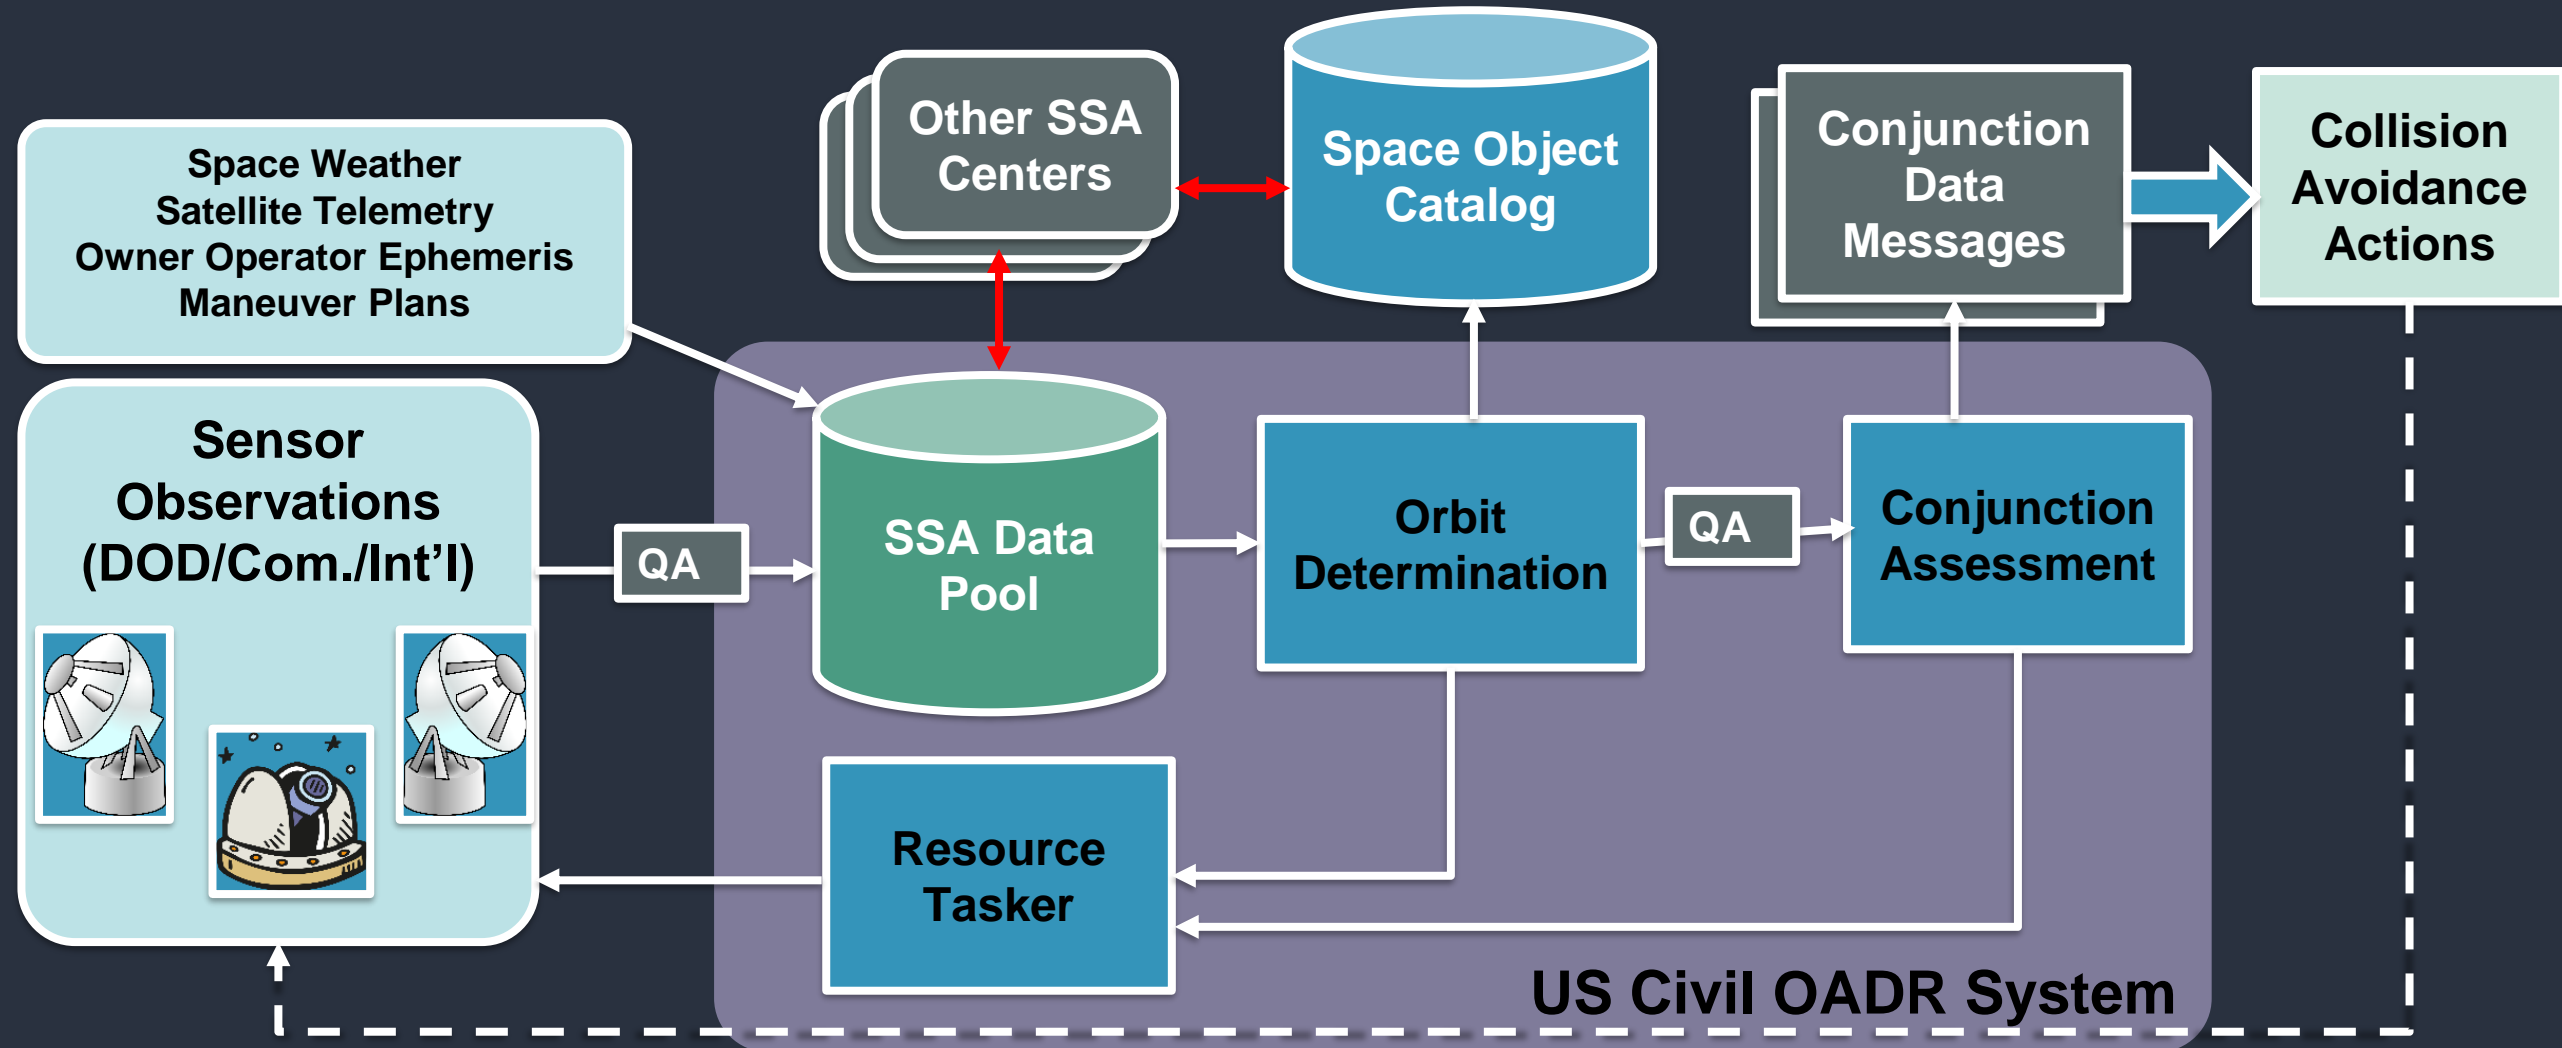 Space Weather
Satellite Telemetry
Owner Operator Ephemeris
Maneuver Plans
Other SSA
Centers
Space Object
Catalog
Conjunction
Data
Messages
Collision
Avoidance
Actions
Sensor
Observations
(DOD/Com./Int’l)
QA
SSA Data
Pool
Orbit
Determination
QA
Conjunction
Assessment
Resource
Tasker
US Civil OADR System